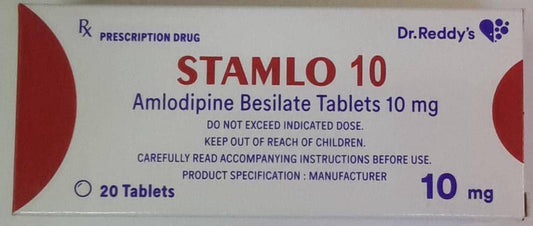 Rx PRESCRIPTION DRUG
Dr.Reddy's
STAMLO 10
Amlodipine Besilate Tablets 10 mg
DO NOT EXCEED INDICATED DOSE.
KEEP OUT OF REACH OF CHILDREN.
CAREFULLY READ ACCOMPANYING INSTRUCTIONS BEFORE USE.
PRODUCT SPECIFICATION : MANUFACTURER
20 Tablets
10 mg